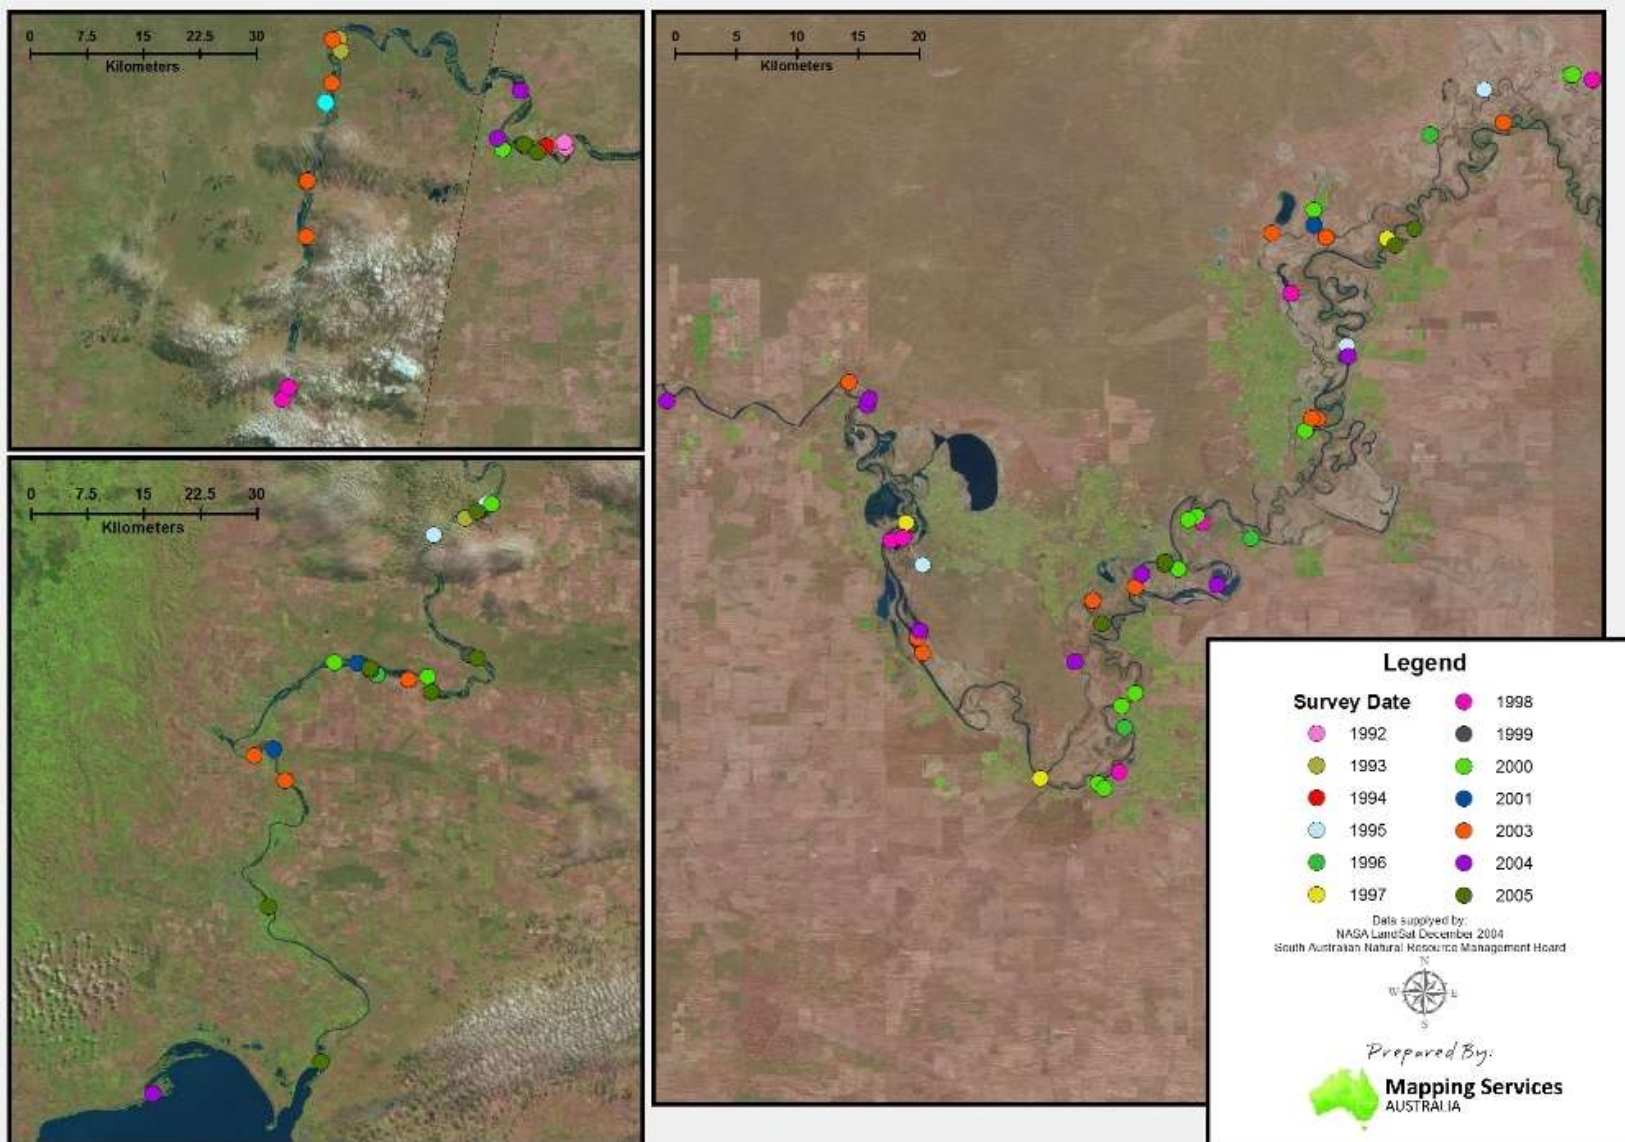 0 7.5 15 22.5 30
Kilometers
0 5 10 15 20
Kilometers
0 7.5 15 22.5 30
Kilometers
Legend
Survey Date
1992
1993
1994
1995
1996
1997
1998
1999
2000
2001
2003
2004
2005
Data supplyed by:
NASA LandSat December 2004
South Australian Natural Resource Management Board
N
W E
S
Prepared By:
Mapping Services
AUSTRALIA